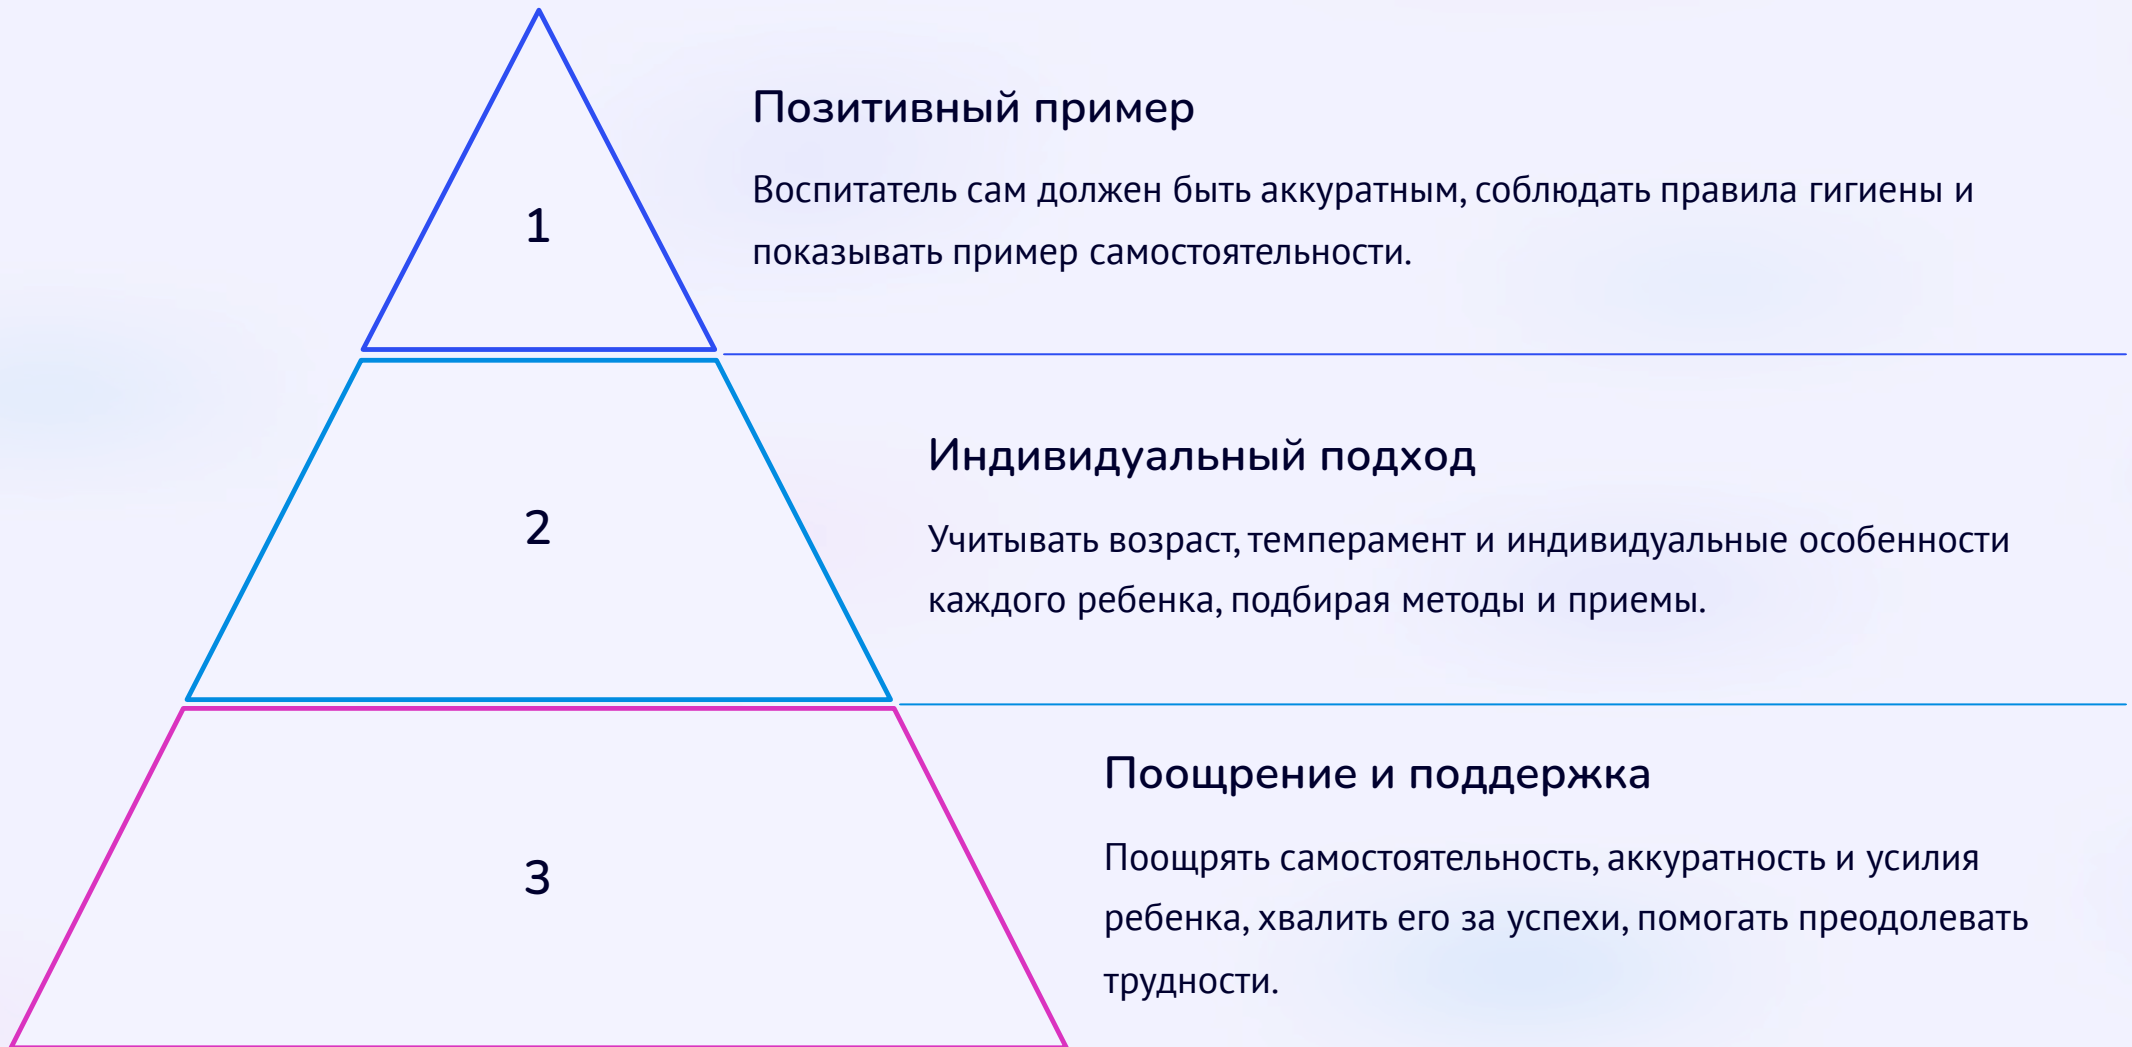 1
Позитивный пример
Воспитатель сам должен быть аккуратным, соблюдать правила гигиены и
показывать пример самостоятельности.
2
Индивидуальный подход
Учитывать возраст, темперамент и индивидуальные особенности
каждого ребенка, подбирая методы и приемы.
3
Поощрение и поддержка
Поощрять самостоятельность, аккуратность и усилия
ребенка, хвалить его за успехи, помогать преодолевать
трудности.